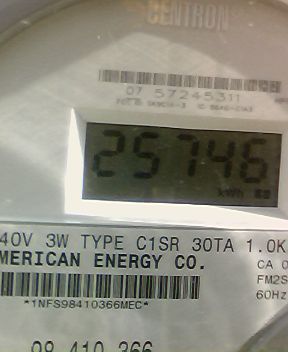 CENTRON
07 57245311
25746
kWh
40V 3W TYPE C1SR 30TA 1.0K
MERICAN ENERGY CO.
CA 0
FM2S
*1NFS98410366MEC*
60Hz
98 410 366